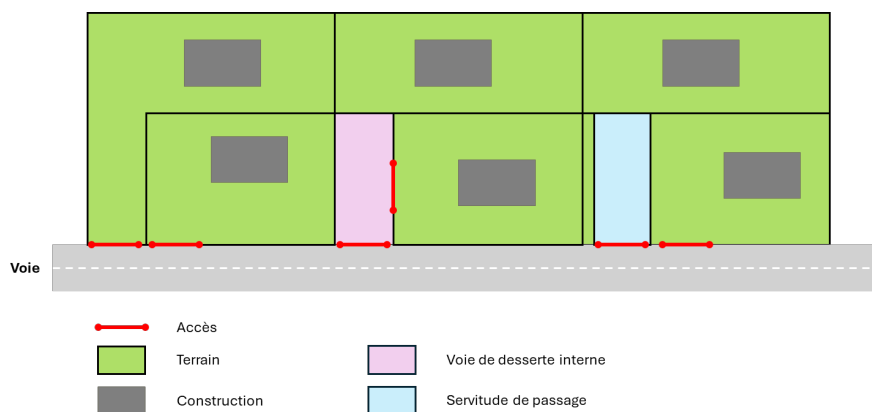 Voie
Accès
Terrain
Voie de desserte interne
Construction
Servitude de passage